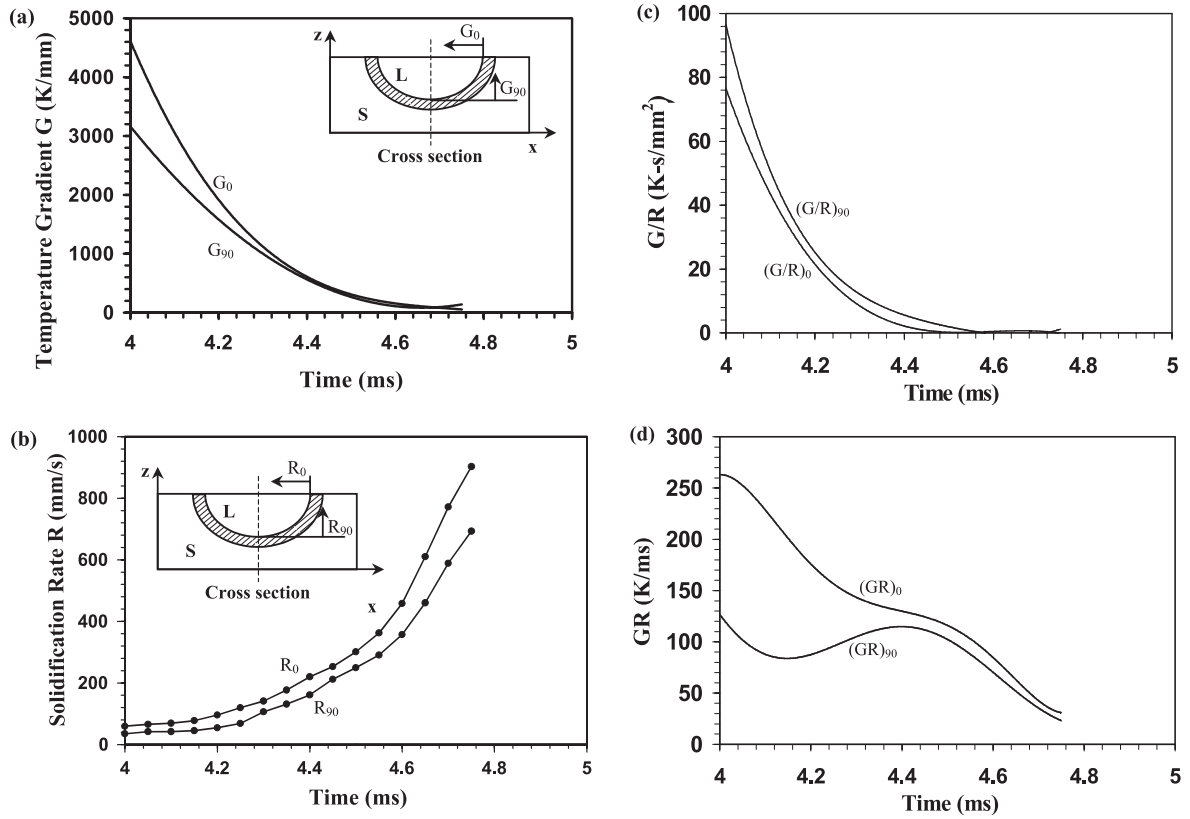 (a)
Temperature Gradient G (K/mm)
5000
4000
3000
2000
1000
0
4
4.2
4.4
4.6
4.8
5
Time (ms)
G0
G90
z
G0
L
G90
S
x
Cross section
(b)
Solidification Rate R (mm/s)
1000
800
600
400
200
0
4
4.2
4.4
4.6
4.8
5
Time (ms)
R0
R90
z
R0
L
R90
S
x
Cross section
(c)
G/R (K-s/mm²)
100
80
60
40
20
0
4
4.2
4.4
4.6
4.8
5
Time (ms)
(G/R)90
(G/R)0
(d)
GR (K/ms)
300
250
200
150
100
50
0
4
4.2
4.4
4.6
4.8
5
Time (ms)
(GR)0
(GR)90